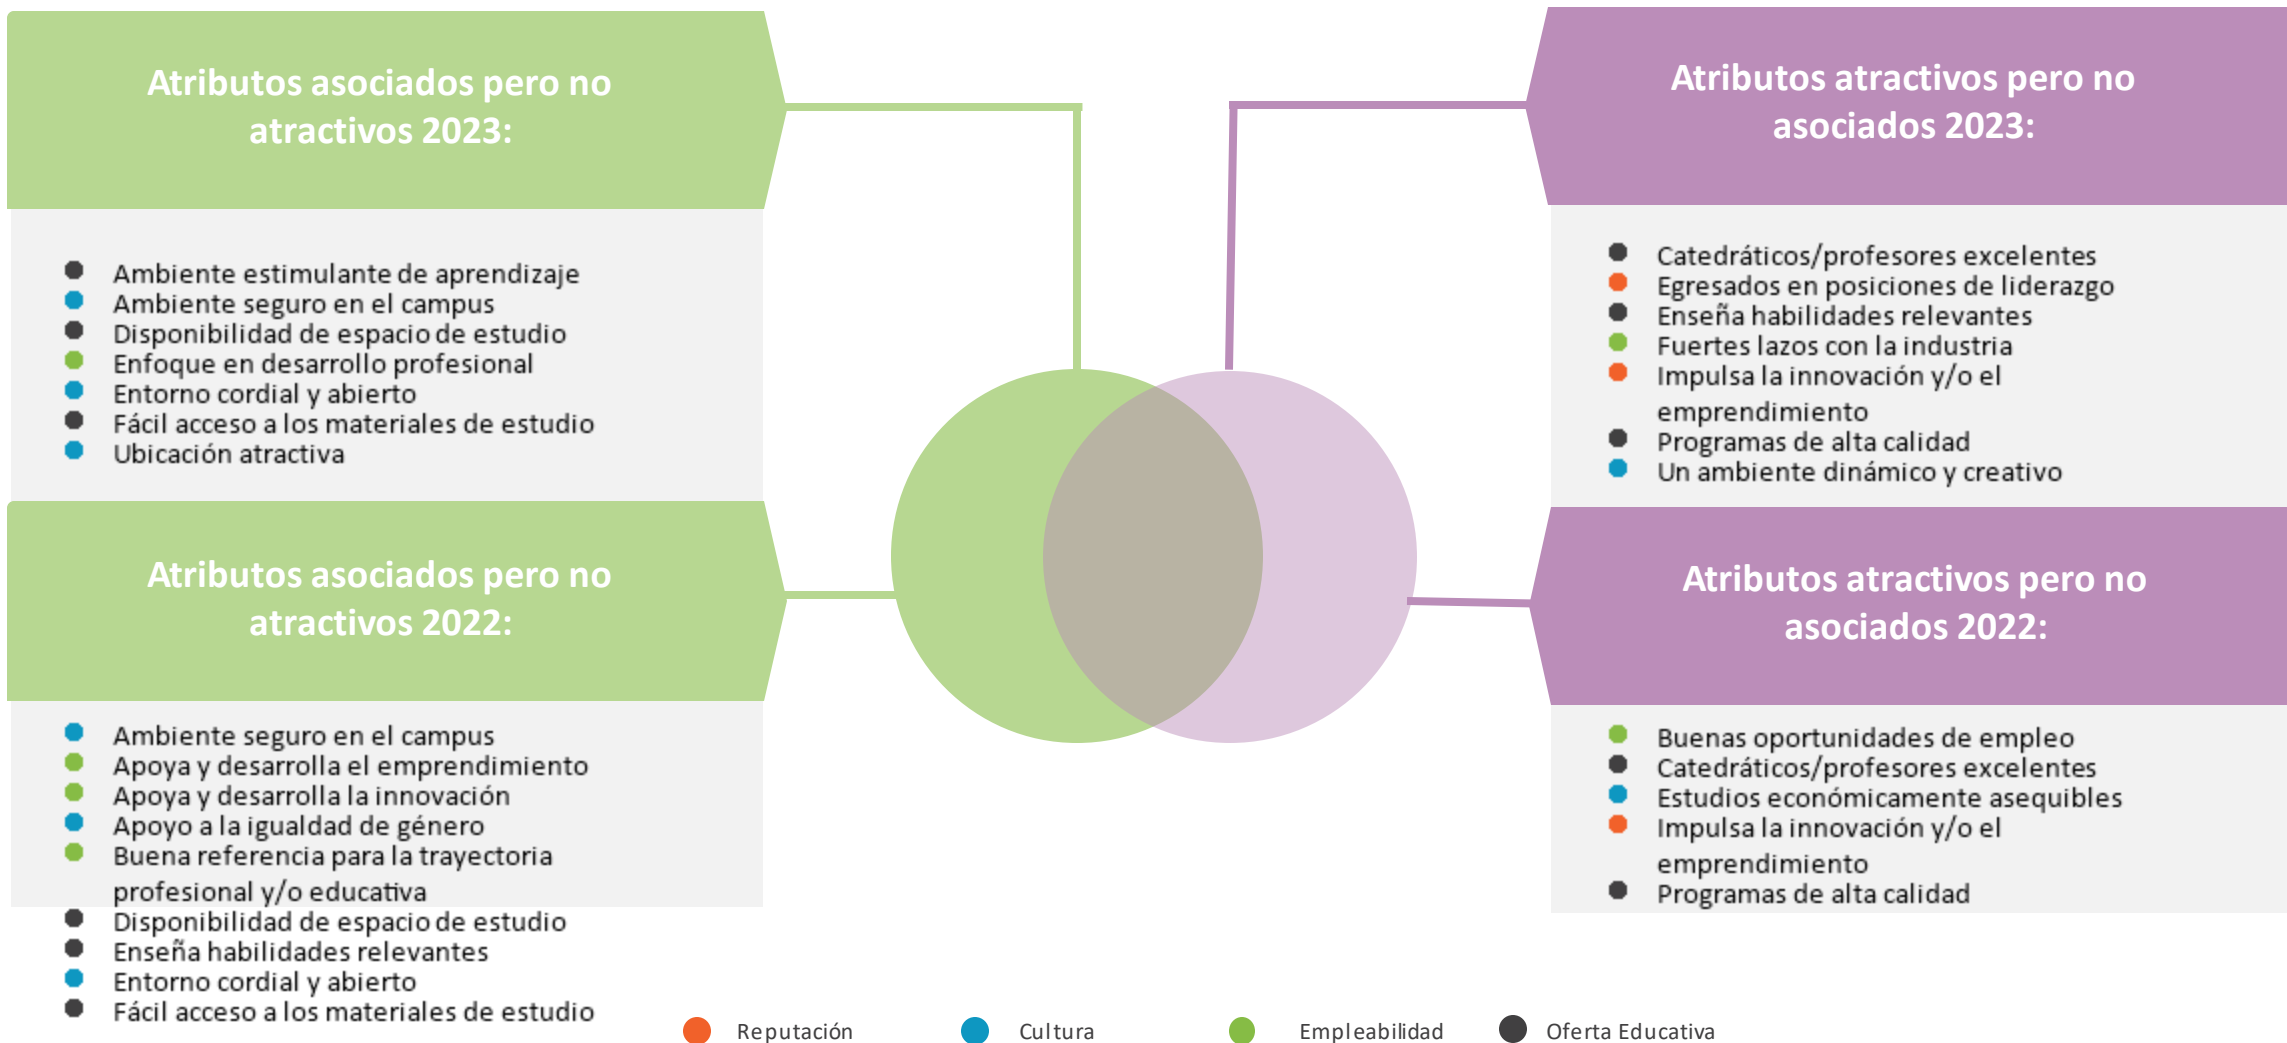 Atributos asociados pero no
atractivos 2023:
Ambiente estimulante de aprendizaje
Ambiente seguro en el campus
Disponibilidad de espacio de estudio
Enfoque en desarrollo profesional
Entorno cordial y abierto
Fácil acceso a los materiales de estudio
Ubicación atractiva
Atributos asociados pero no
atractivos 2022:
Ambiente seguro en el campus
Apoya y desarrolla el emprendimiento
Apoya y desarrolla la innovación
Apoyo a la igualdad de género
Buena referencia para la trayectoria
profesional y/o educativa
Disponibilidad de espacio de estudio
Enseña habilidades relevantes
Entorno cordial y abierto
Fácil acceso a los materiales de estudio
Atributos atractivos pero no
asociados 2023:
Catedráticos/profesores excelentes
Egresados en posiciones de liderazgo
Enseña habilidades relevantes
Fuertes lazos con la industria
Impulsa la innovación y/o el
emprendimiento
Programas de alta calidad
Un ambiente dinámico y creativo
Atributos atractivos pero no
asociados 2022:
Buenas oportunidades de empleo
Catedráticos/profesores excelentes
Estudios económicamente asequibles
Impulsa la innovación y/o el
emprendimiento
Programas de alta calidad
Reputación
Cultura
Empleabilidad
Oferta Educativa